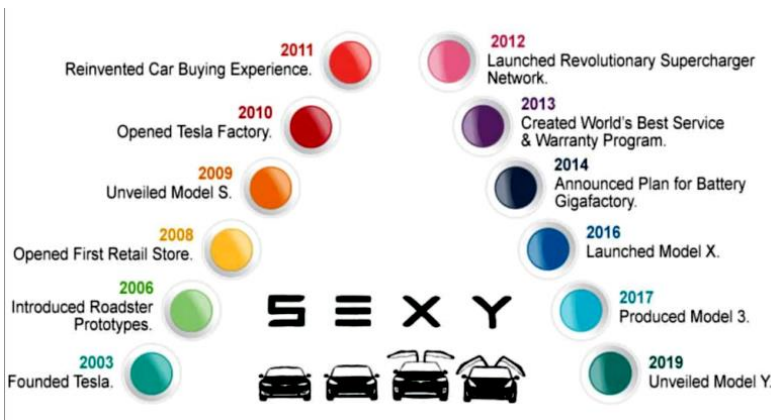 2011
Reinvented Car Buying Experience.
2010
Opened Tesla Factory.
2009
Unveiled Model S.
2008
Opened First Retail Store.
2006
Introduced Roadster
Prototypes.
2003
Founded Tesla.
2012
Launched Revolutionary Supercharger
Network.
2013
Created World's Best Service
& Warranty Program.
2014
Announced Plan for Battery
Gigafactory.
2016
Launched Model X.
2017
Produced Model 3.
2019
Unveiled Model Y.
S E X Y